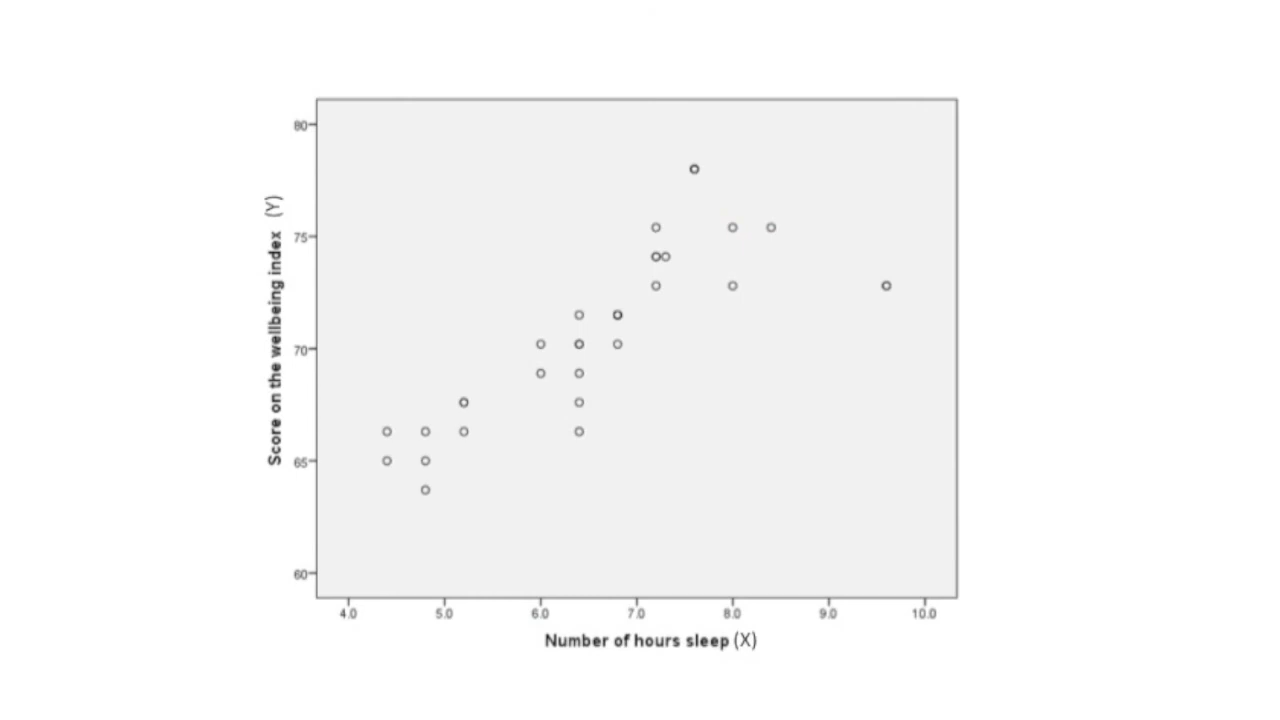 80
75
70
65
60
Score on the wellbeing index (Y)
4.0 5.0 6.0 7.0 8.0 9.0 10.0
Number of hours sleep (X)